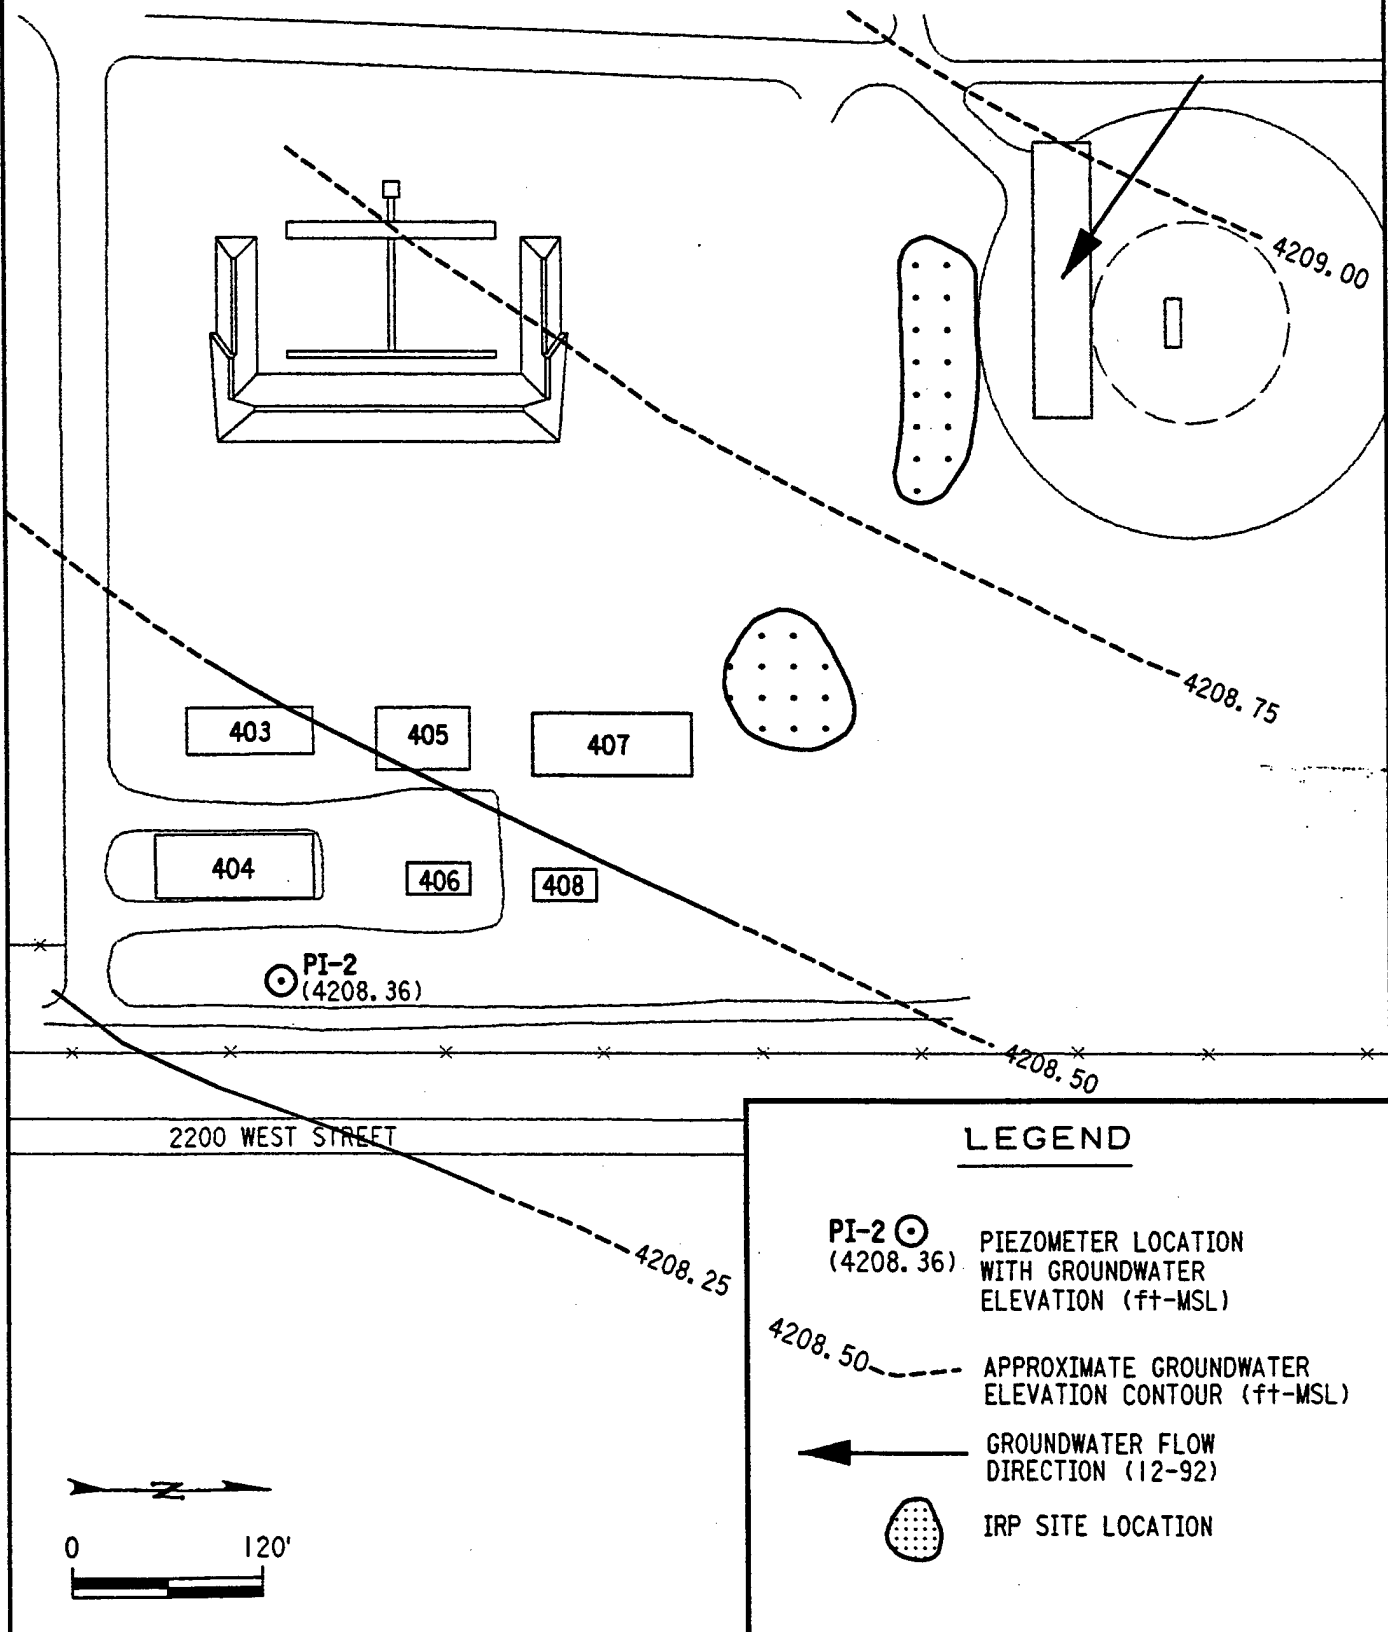 4209.00
4208.75
403
405
407
404
406
408
PI-2
(4208.36)
4208.50
2200 WEST STREET
4208.25
LEGEND
PI-2
(4208.36)
PIEZOMETER LOCATION
WITH GROUNDWATER
ELEVATION (ft-MSL)
4208.50
APPROXIMATE GROUNDWATER
ELEVATION CONTOUR (ft-MSL)
GROUNDWATER FLOW
DIRECTION (12-92)
IRP SITE LOCATION
N
0 120'